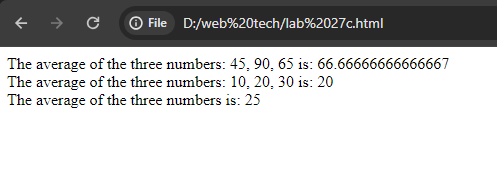 File D:/web%20tech/lab%2027c.html
The average of the three numbers: 45, 90, 65 is: 66.66666666666667
The average of the three numbers: 10, 20, 30 is: 20
The average of the three numbers is: 25